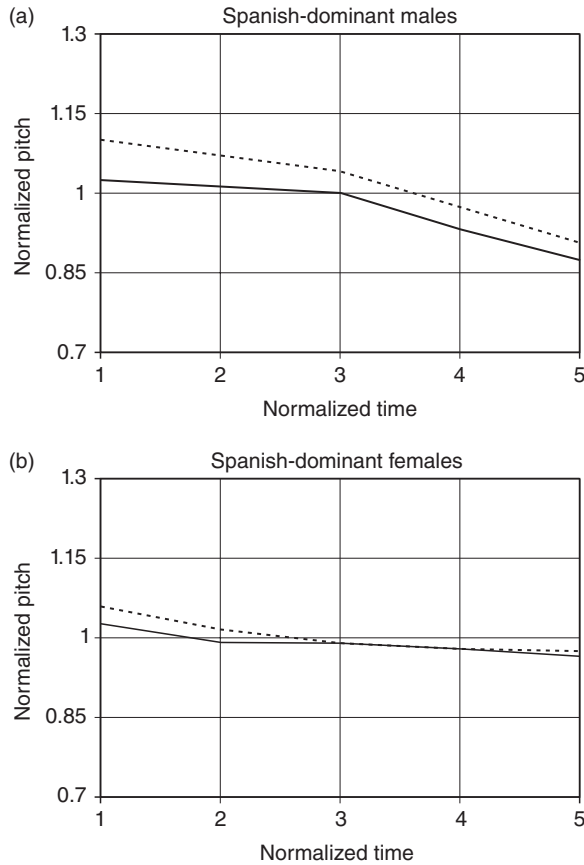 (a) Spanish-dominant males
1.3
1.15
1
0.85
0.7
Normalized pitch
1 2 3 4 5
Normalized time
(b) Spanish-dominant females
1.3
1.15
1
0.85
0.7
Normalized pitch
1 2 3 4 5
Normalized time